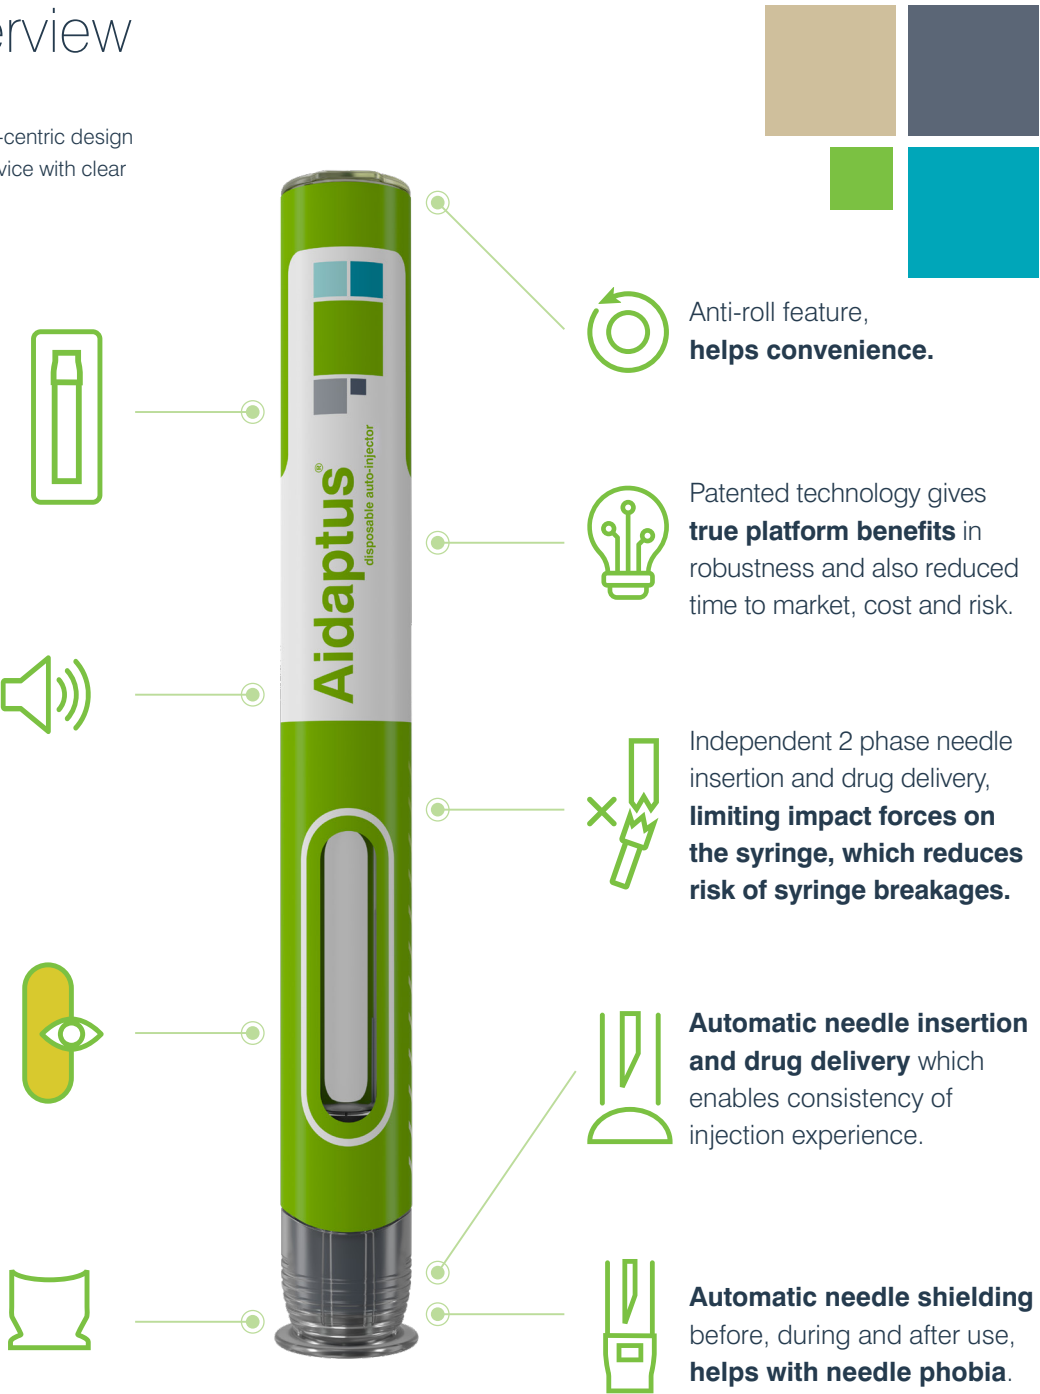 erview
-centric design
vice with clear
Aidaptus®
disposable auto-injector
Anti-roll feature,
helps convenience.
Patented technology gives
true platform benefits in
robustness and also reduced
time to market, cost and risk.
Independent 2 phase needle
insertion and drug delivery,
limiting impact forces on
the syringe, which reduces
risk of syringe breakages.
Automatic needle insertion
and drug delivery which
enables consistency of
injection experience.
Automatic needle shielding
before, during and after use,
helps with needle phobia.